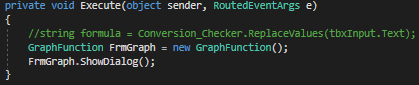 private void Execute(object sender, RoutedEventArgs e)
{
//string formula = Conversion_Checker.ReplaceValues(tbxInput.Text);
GraphFunction FrmGraph = new GraphFunction();
FrmGraph.ShowDialog();
}